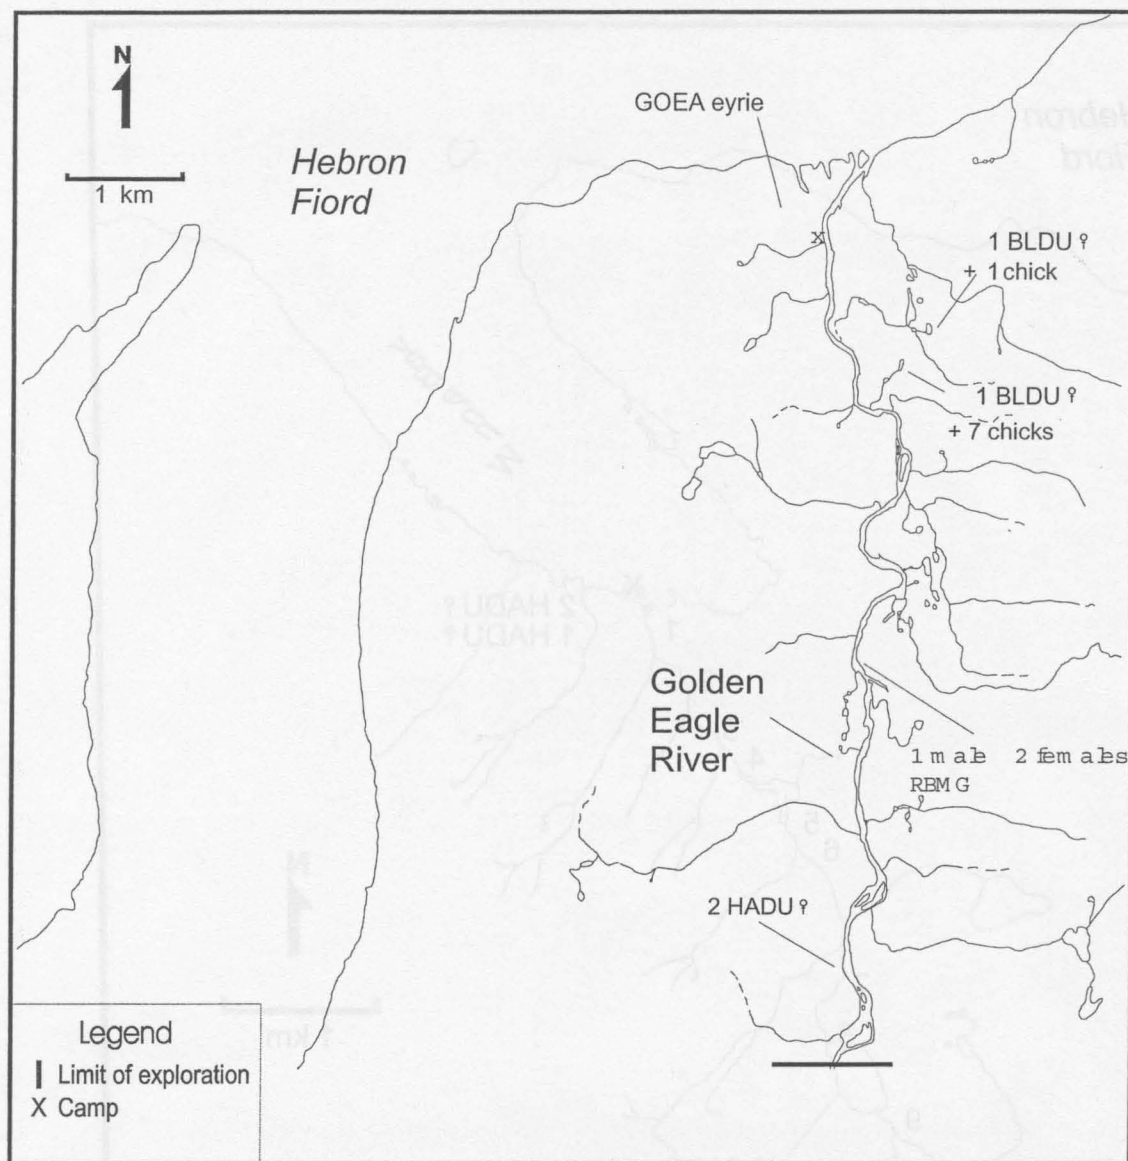 N
1 km
Hebron
Fiord
GOEA eyrie
x
1 BLDU ♀
+ 1 chick
1 BLDU ♀
+ 7 chicks
Golden
Eagle
River
1 male 2 females
RBMG
2 HADU ♀
Legend
Limit of exploration
X Camp